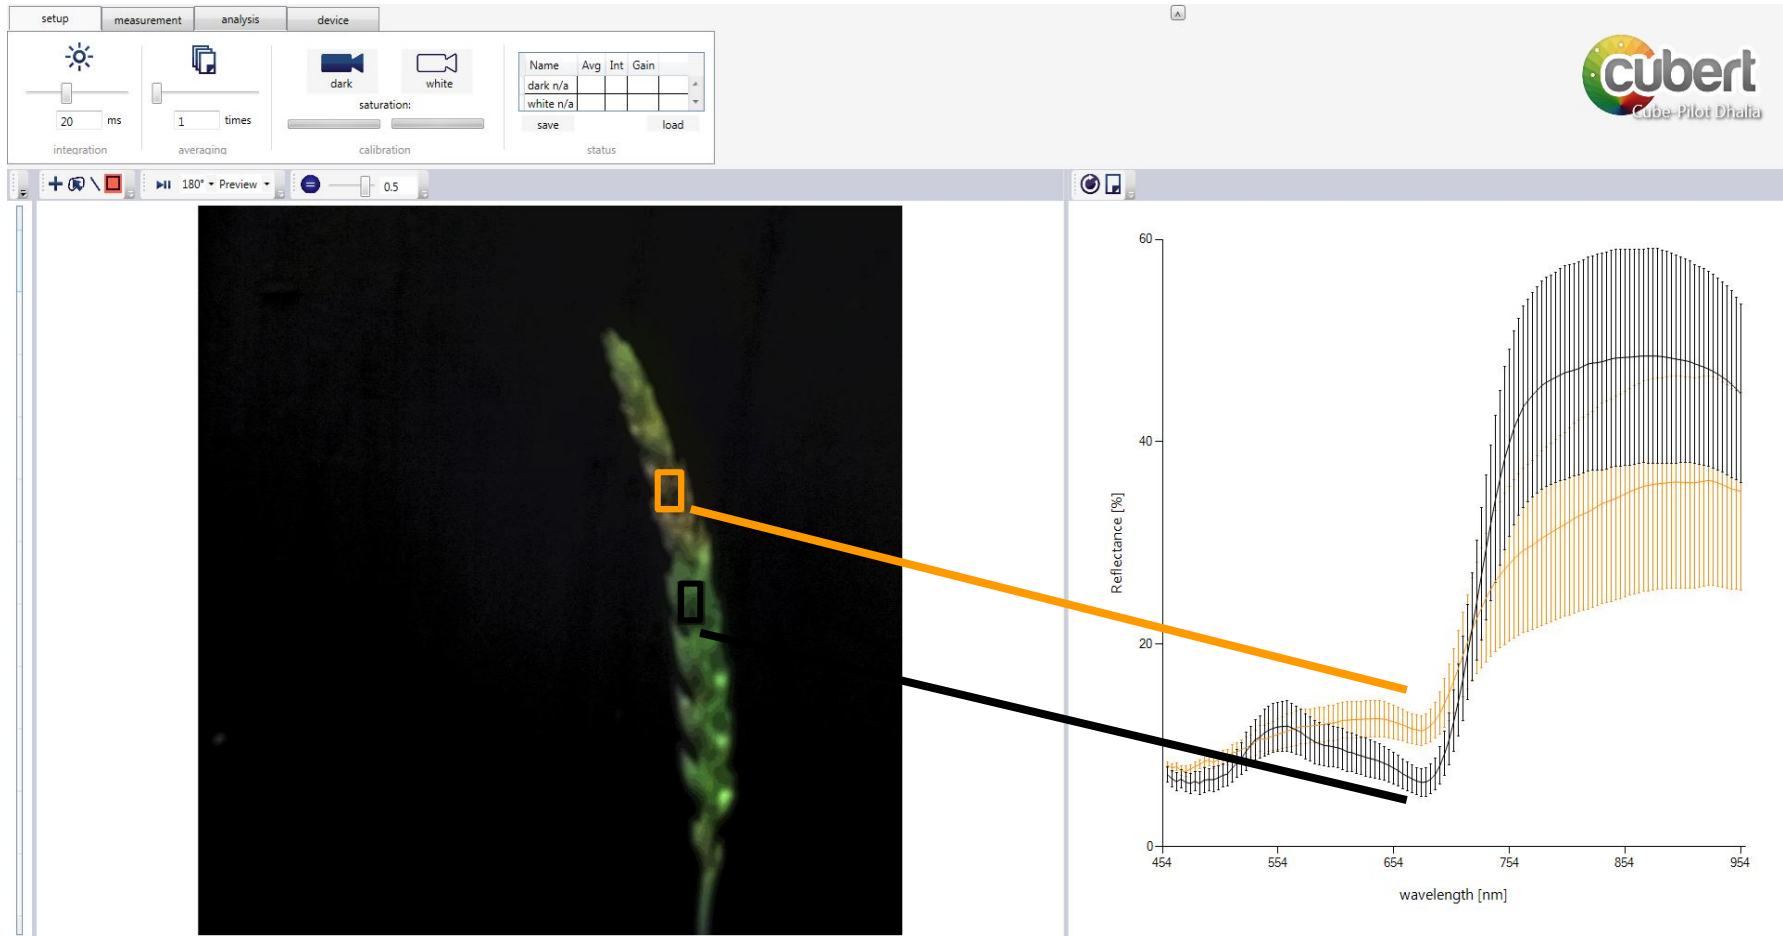 setup measurement analysis device
dark white
saturation:
20 ms
1 times
Name Avg Int Gain
dark n/a
white n/a
save load
integration averaging calibration status
cubert
Cube-Pilot Dhalia
180° Preview 0.5
60
40
20
0
Reflectance [%]
454 554 654 754 854 954
wavelength [nm]